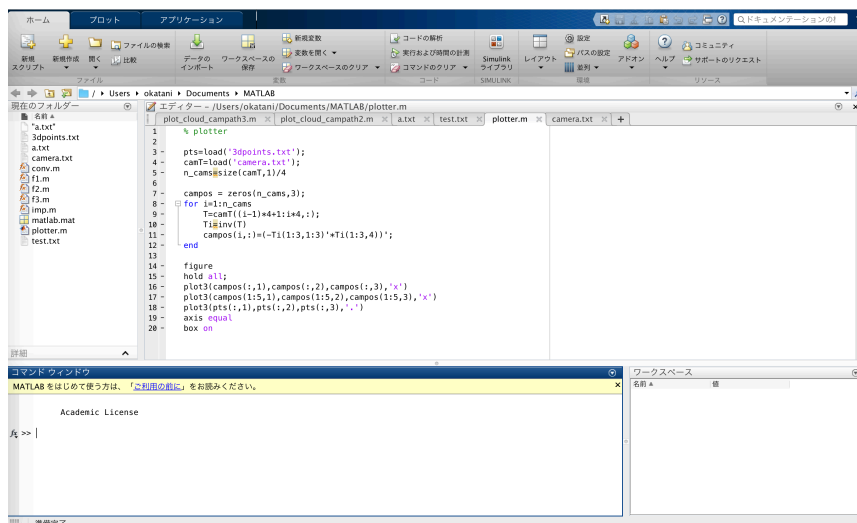 ホーム プロット アプリケーション
ドキュメンテーションの検
新規スクリプト 新規作成 開く ファイルの検索 比較
データのインポート ワークスペースの保存 新規変数 変数を開く ワークスペースのクリア
コードの解析 実行および時間の計測 コマンドのクリア
Simulink ライブラリ レイアウト 設定 パスの設定 並列 アドオン
ヘルプ コミュニティ サポートのリクエスト
ファイル 変数 コード SIMULINK 環境 リソース
/ Users okatani Documents MATLAB
現在のフォルダー
名前
"a.txt"
3dpoints.txt
a.txt
camera.txt
conv.m
f1.m
f2.m
f3.m
imp.m
matlab.mat
plotter.m
test.txt
詳細
エディター – /Users/okatani/Documents/MATLAB/plotter.m
plot_cloud_campath3.m plot_cloud_campath2.m a.txt test.txt plotter.m camera.txt +
1 % plotter
2
3 – pts=load('3dpoints.txt');
4 – camT=load('camera.txt');
5 – n_cams=size(camT,1)/4
6
7 – campos = zeros(n_cams,3);
8 – for i=1:n_cams
9 – T=camT((i-1)*4+1:i*4,:);
10 – Ti=inv(T)
11 – campos(i,:)=(-Ti(1:3,1:3)'*Ti(1:3,4))';
12 – end
13
14 – figure
15 – hold all;
16 – plot3(campos(:,1),campos(:,2),campos(:,3),'x')
17 – plot3(campos(1:5,1),campos(1:5,2),campos(1:5,3),'x')
18 – plot3(pts(:,1),pts(:,2),pts(:,3),'.')
19 – axis equal
20 – box on
コマンド ウィンドウ
MATLAB をはじめて使う方は、「ご利用の前に」をお読みください。
Academic License
fx >>
ワークスペース
名前 値